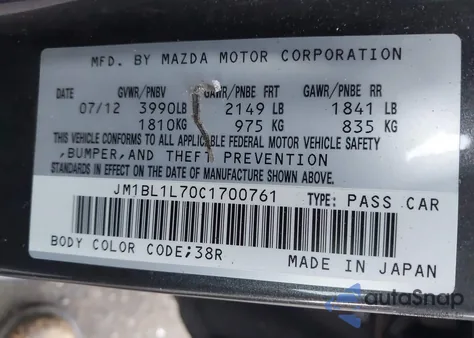 MFD. BY MAZDA MOTOR CORPORATION
DATE GVWR/PNBV GAWR/PNBE FRT GAWR/PNBE RR
07/12 3990LB 2149 LB 1841 LB
1810KG 975 KG 835 KG
THIS VEHICLE CONFORMS TO ALL APPLICABLE FEDERAL MOTOR VEHICLE SAFETY
,BUMPER,AND THEFT PREVENTION
STANDARDS IN EFFECT ON THE DATE OF MANUFACTURE SHOWN ABOVE.
JM1BL1L70C1700761 TYPE: PASS CAR
BODY COLOR CODE;38R MADE IN JAPAN
autoSnap